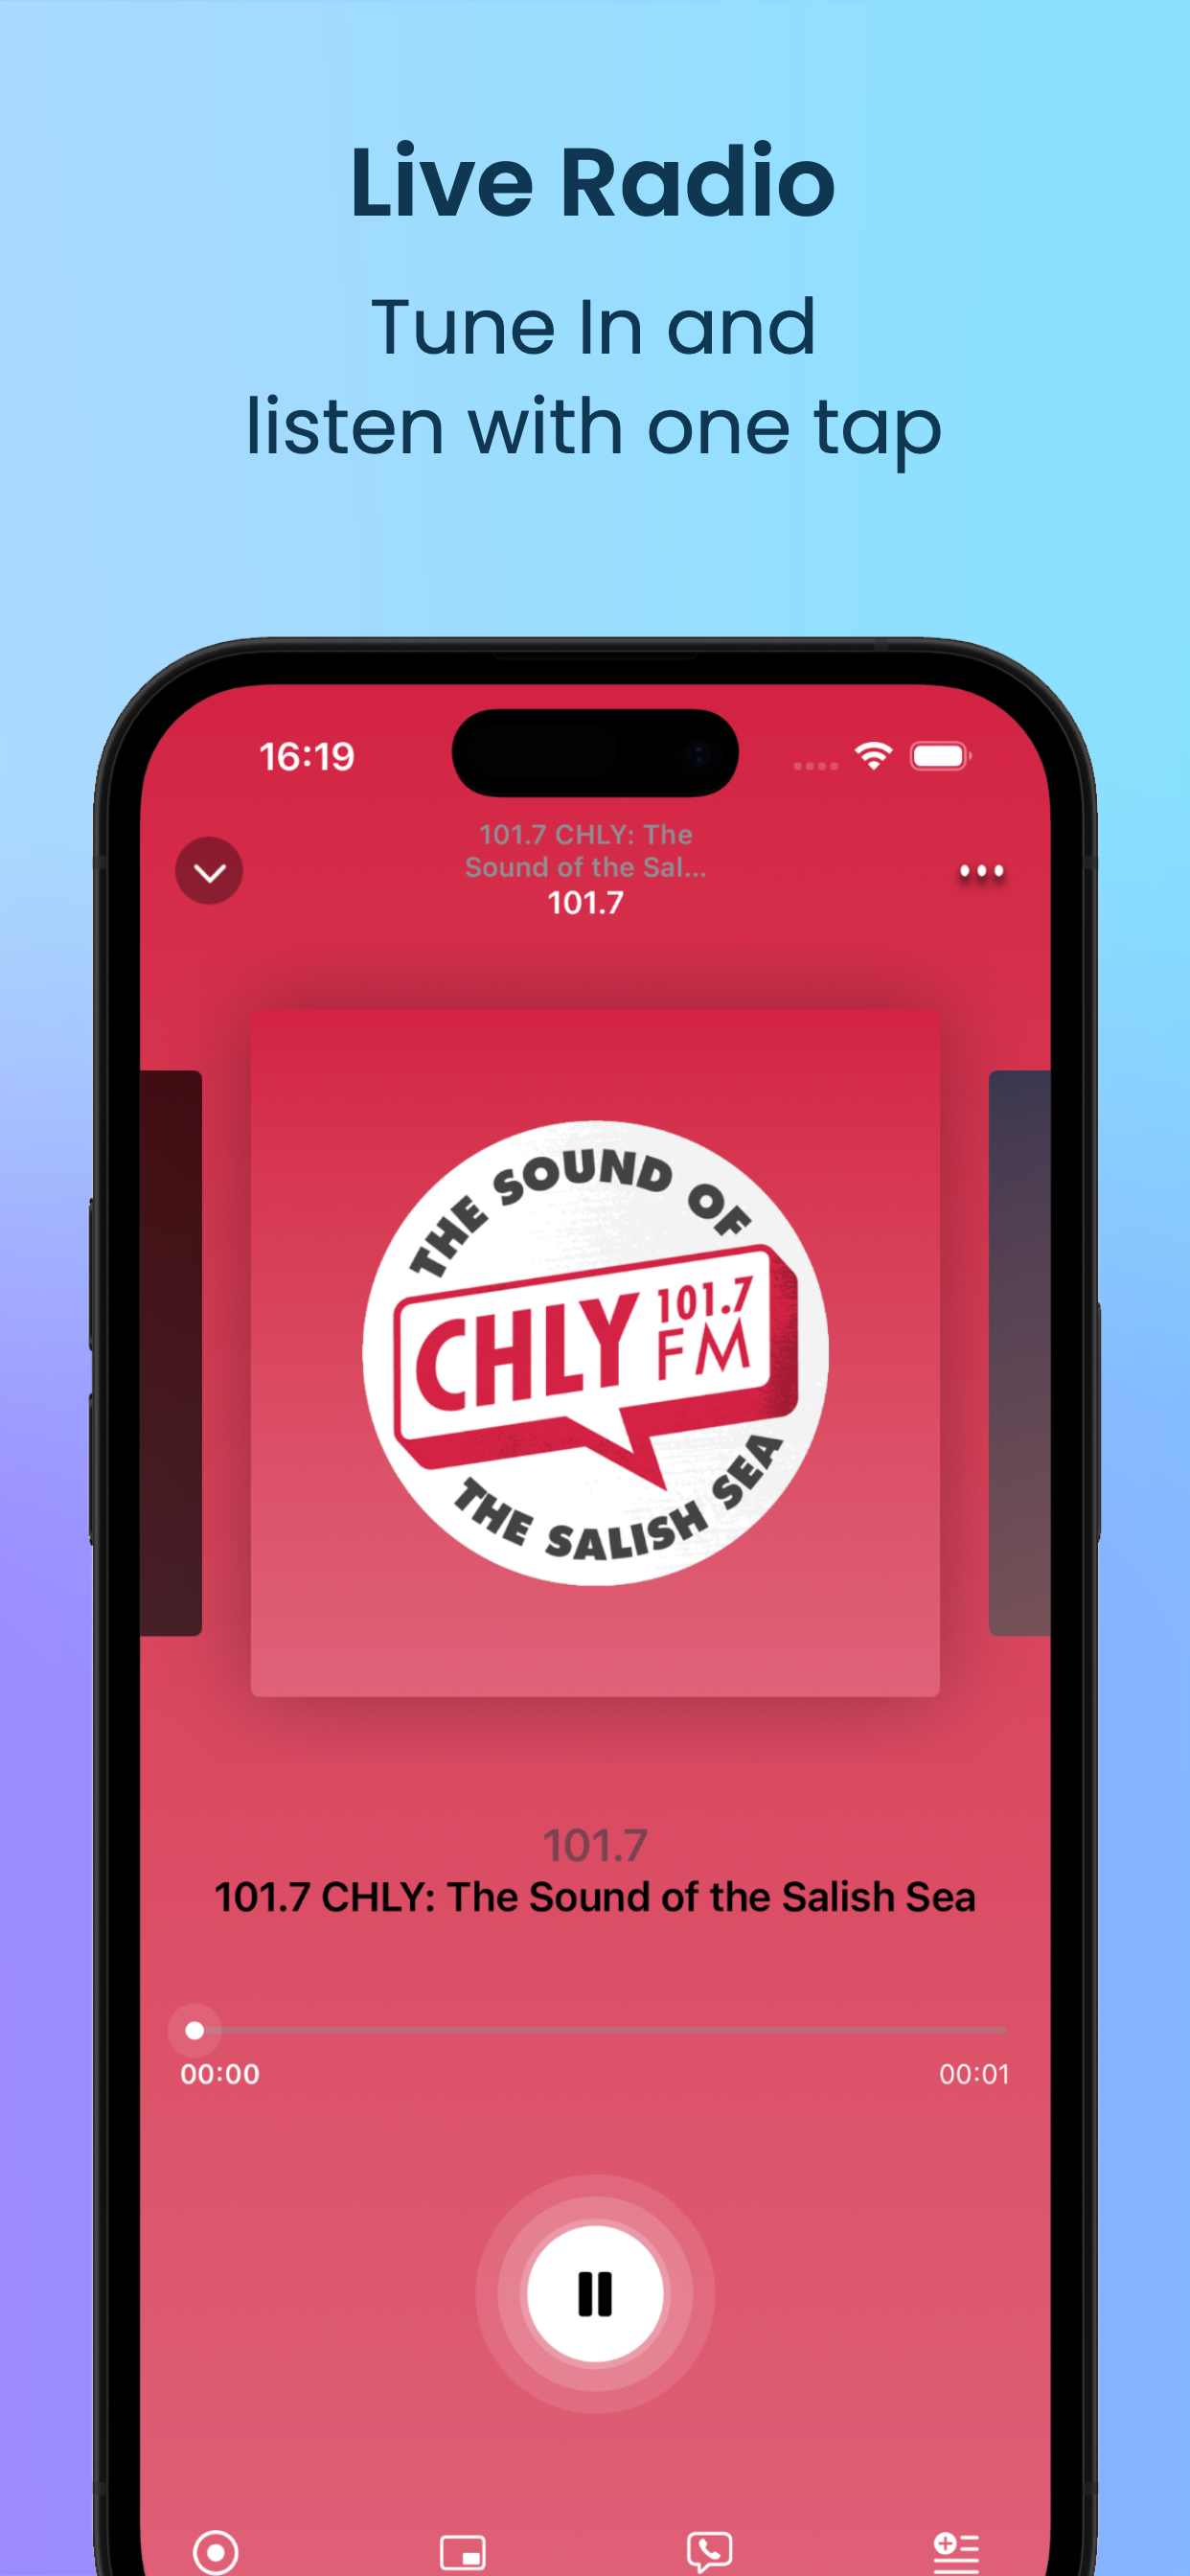 Live Radio
Tune In and
listen with one tap
16:19
101.7 CHLY: The
Sound of the Sal...
101.7
THE SOUND OF
CHLY 101.7
FM
THE SALISH SEA
101.7
101.7 CHLY: The Sound of the Salish Sea
00:00
00:01